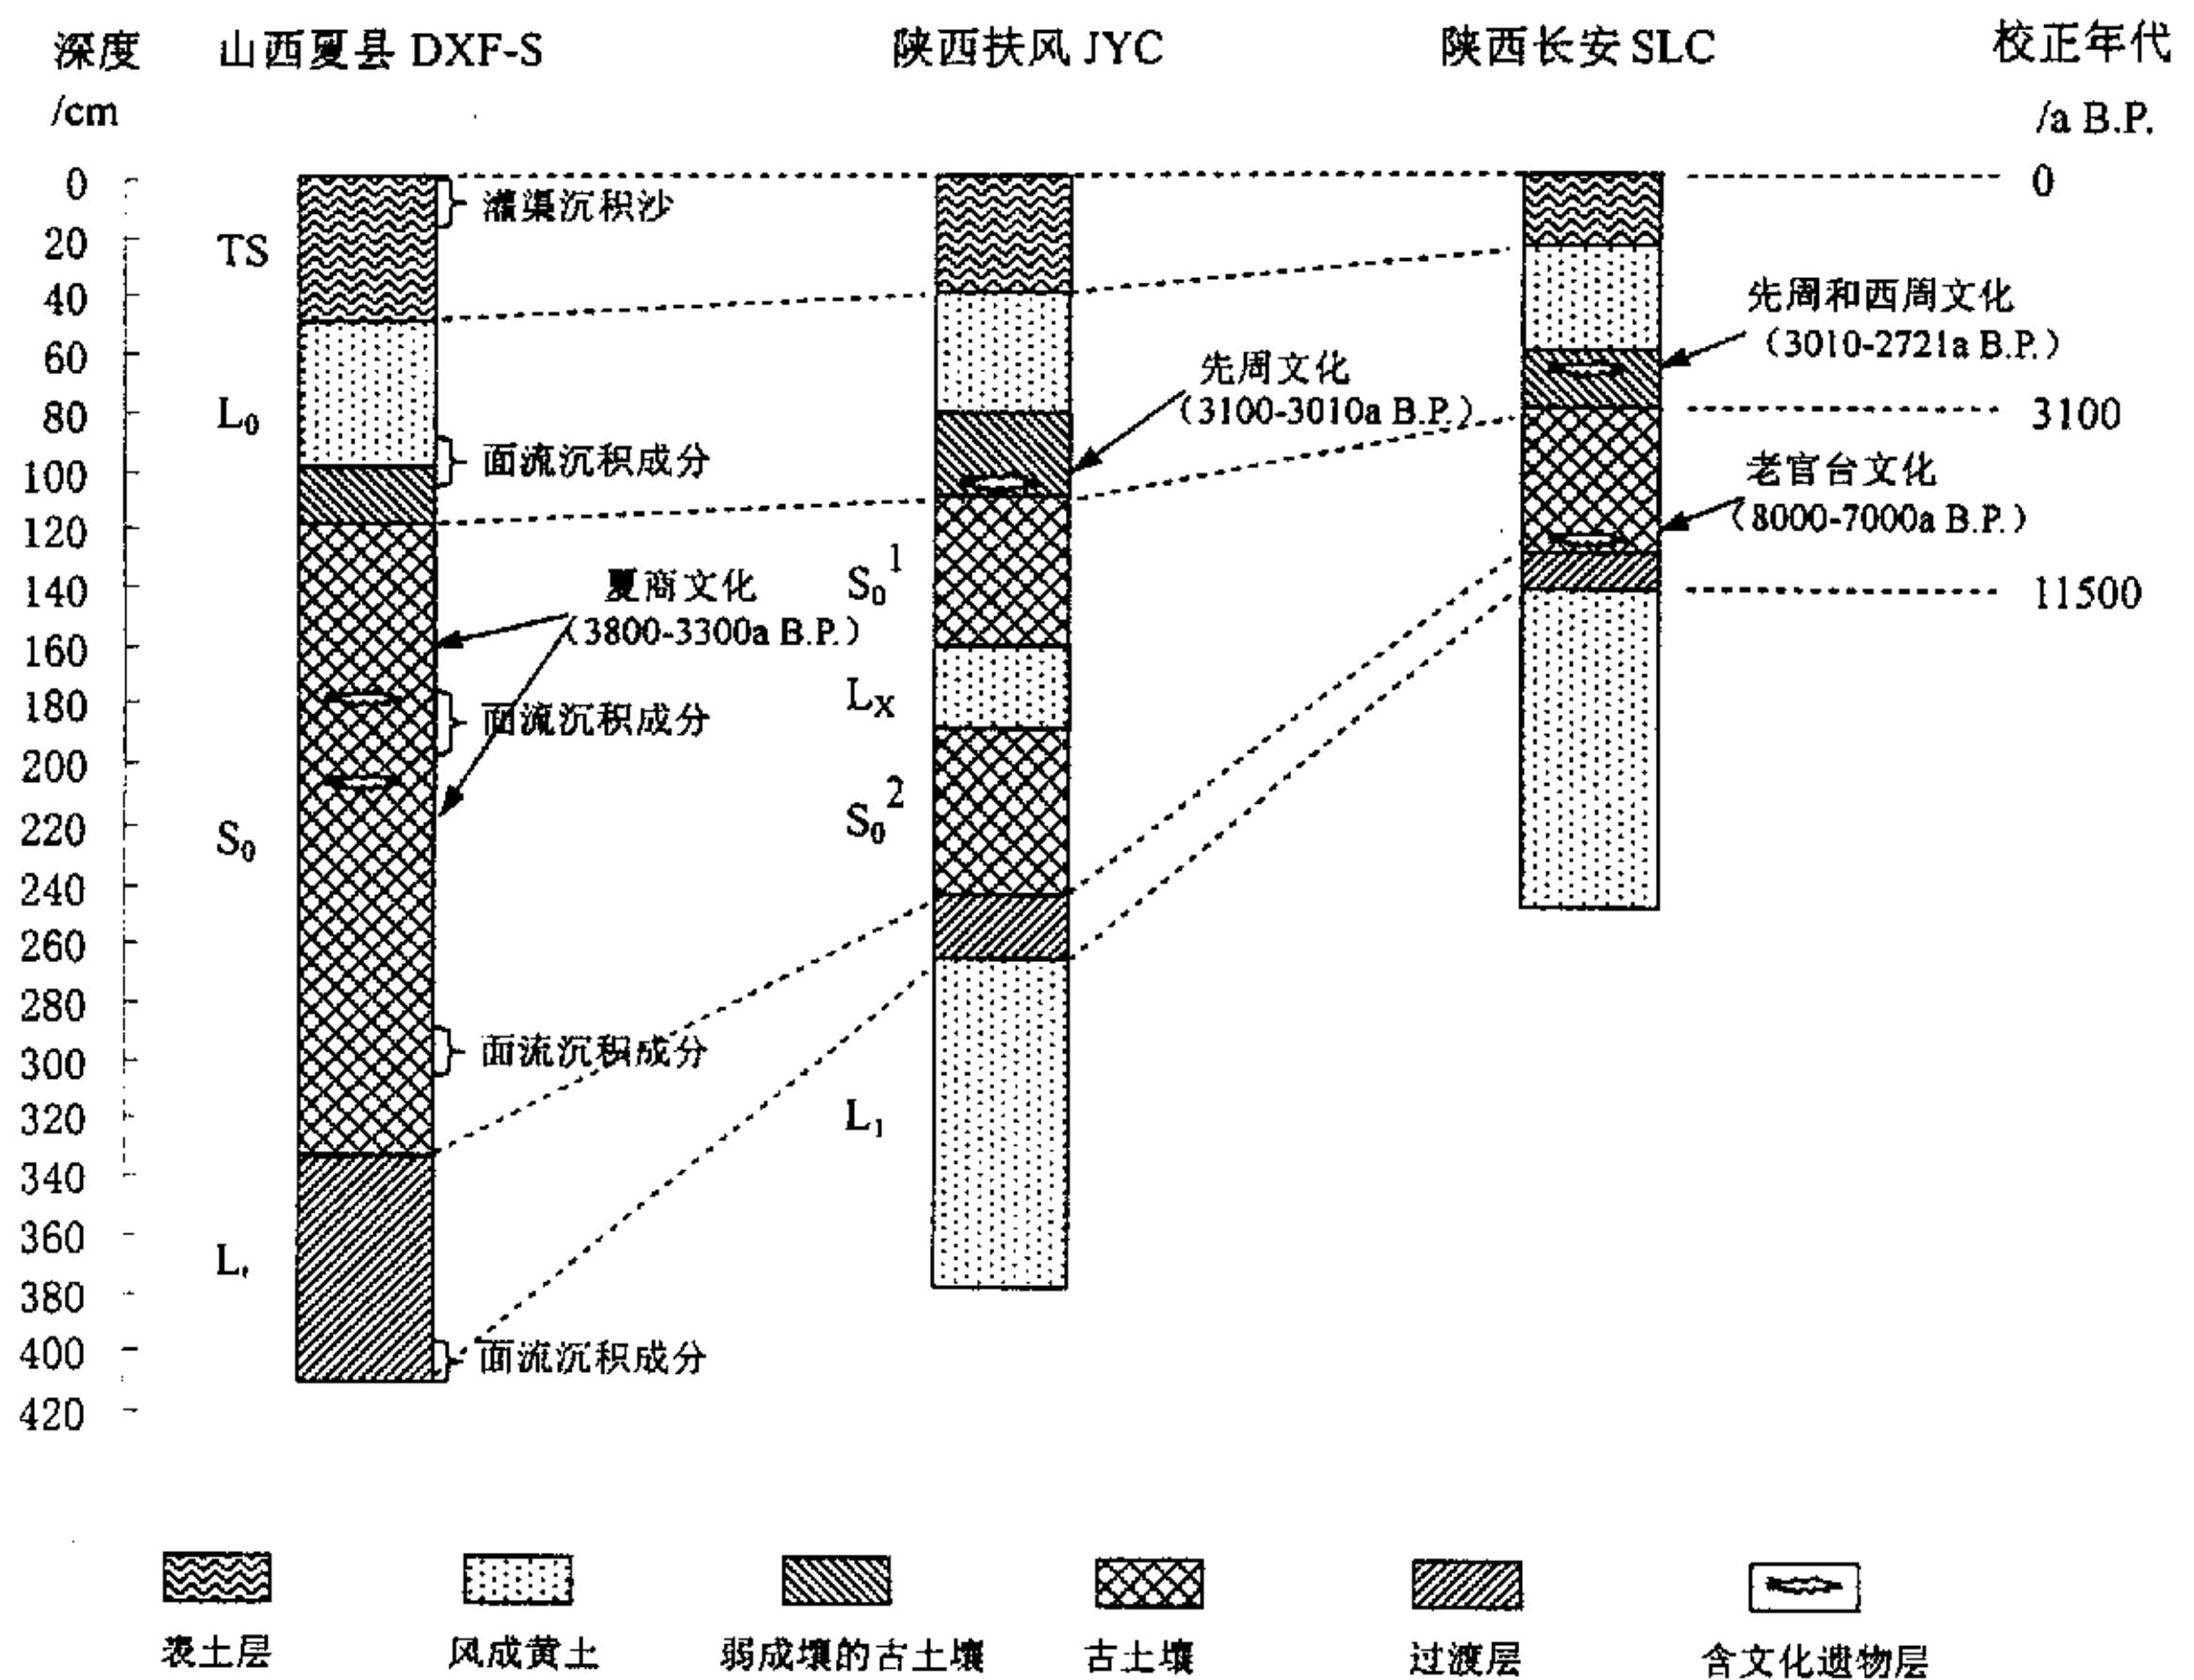 深度 山西夏县 DXF-S 陕西扶风 JYC 陕西长安 SLC 校正年代
/cm /a B.P.
0 灌渠沉积沙 0
20 TS
40 先周和西周文化
60 (3010-2721a B.P.)
先周文化
80 L₀ (3100-3010a B.P.) 3100
100 面流沉积成分 老官台文化
120 (8000-7000a B.P.)
140 夏商文化 S₀¹ 11500
160 (3800-3300a B.P.)
180 面流沉积成分 Lₓ
200
220 S₀ S₀²
240
260
280
300 面流沉积成分
320 L₁
340
360 Lₜ
380
400 面流沉积成分
420
表土层 风成黄土 弱成壤的古土壤 古土壤 过渡层 含文化遗物层